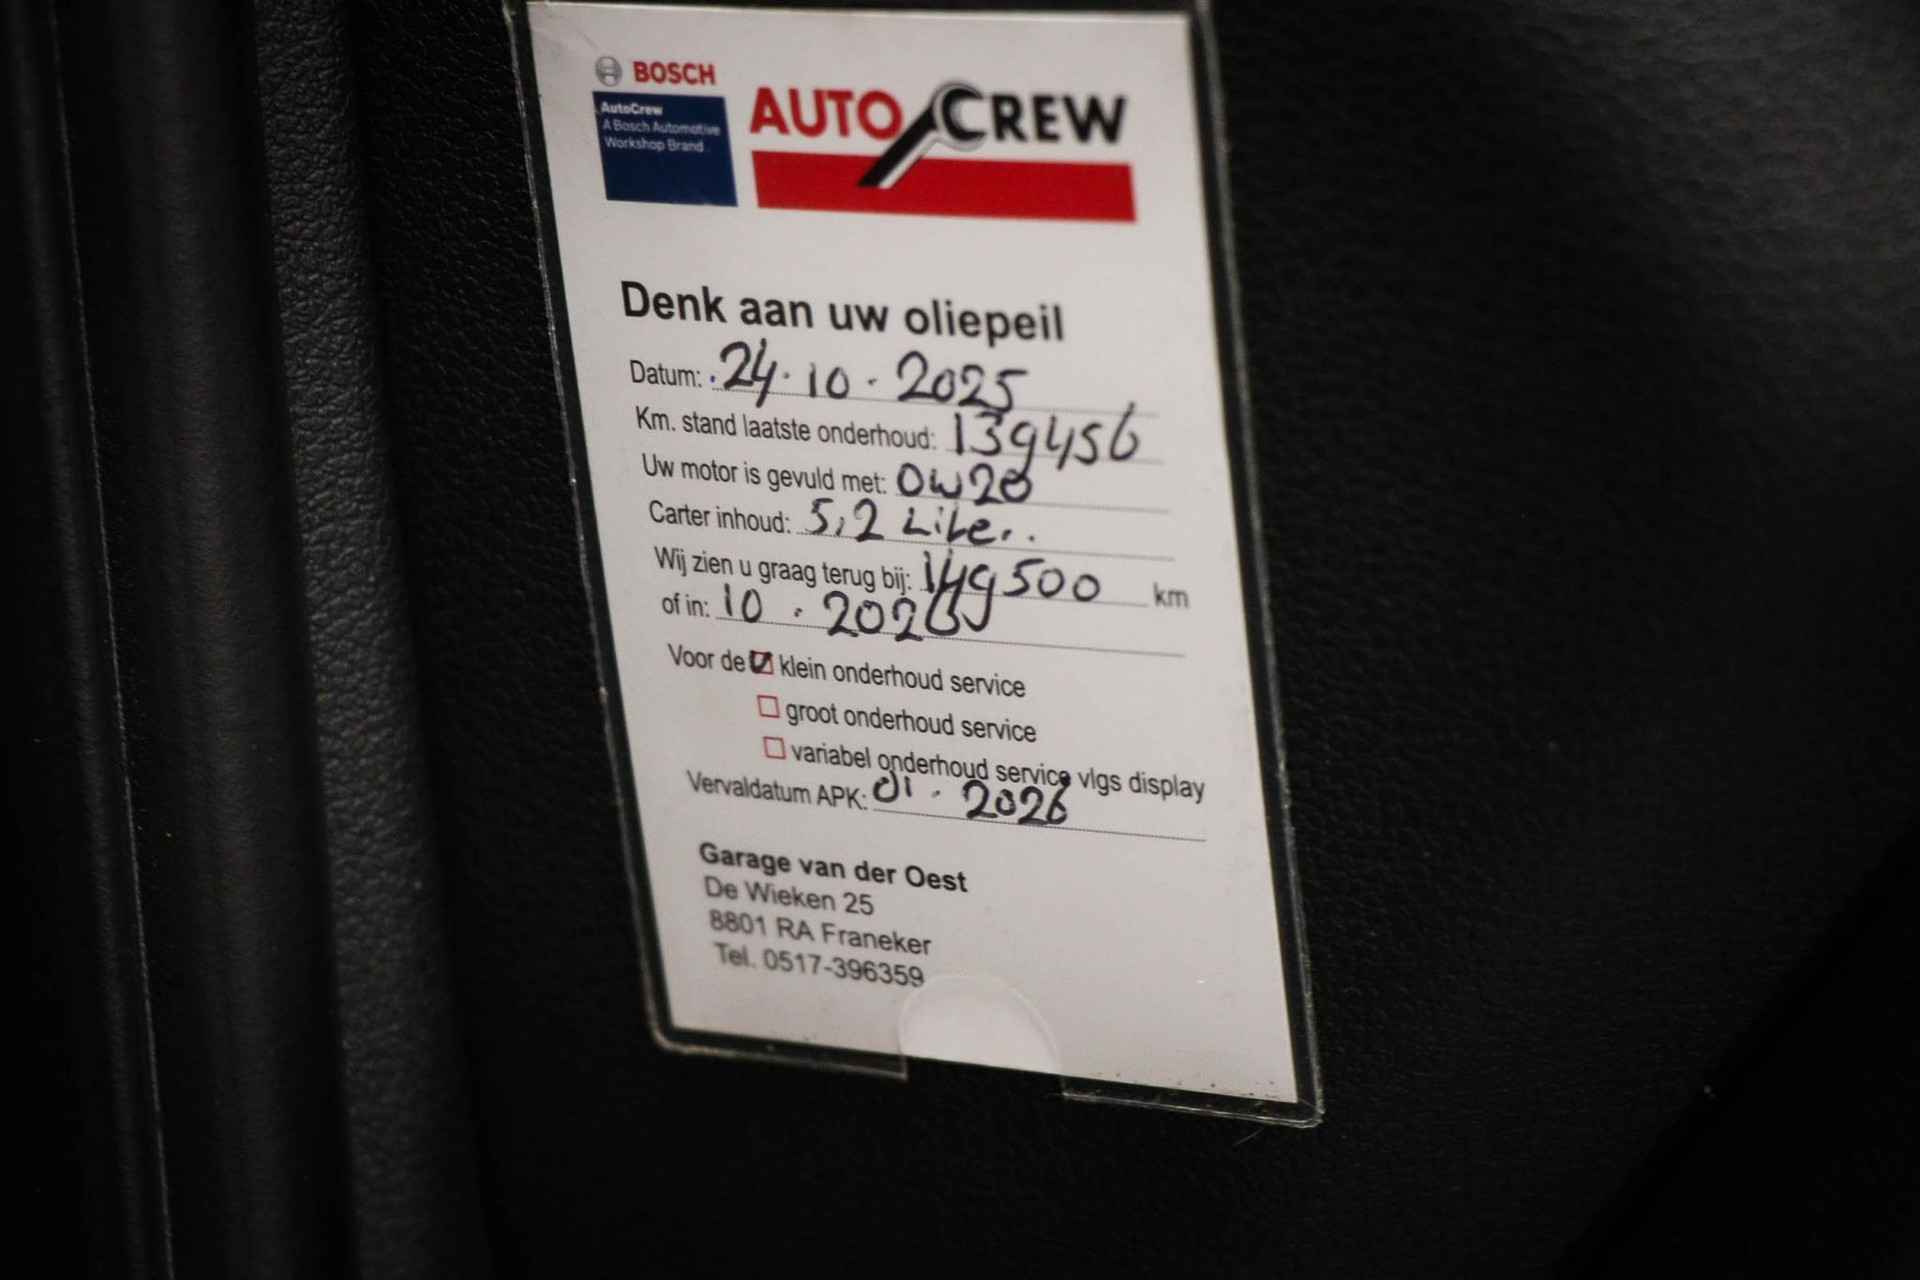 BOSCH
AutoCrew
A Bosch Automotive
Workshop Brand
AUTO CREW
Denk aan uw oliepeil
Datum: 24.10.2025
Km. stand laatste onderhoud: 139456
Uw motor is gevuld met: 0W20
Carter inhoud: 5,2 Liter.
Wij zien u graag terug bij: 149500 km
of in: 10.2026
Voor de klein onderhoud service
groot onderhoud service
variabel onderhoud service vlgs display
Vervaldatum APK: 01.2026
Garage van der Oest
De Wieken 25
8801 RA Franeker
Tel. 0517-396359